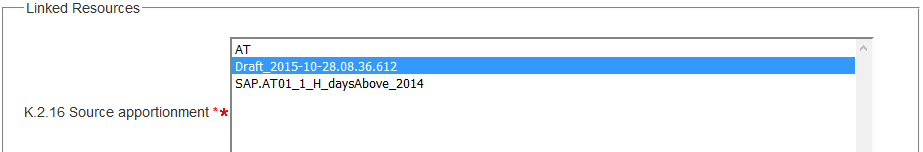 Linked Resources
AT
Draft_2015-10-28.08.36.612
SAP.AT01_1_H_daysAbove_2014
K.2.16 Source apportionment **